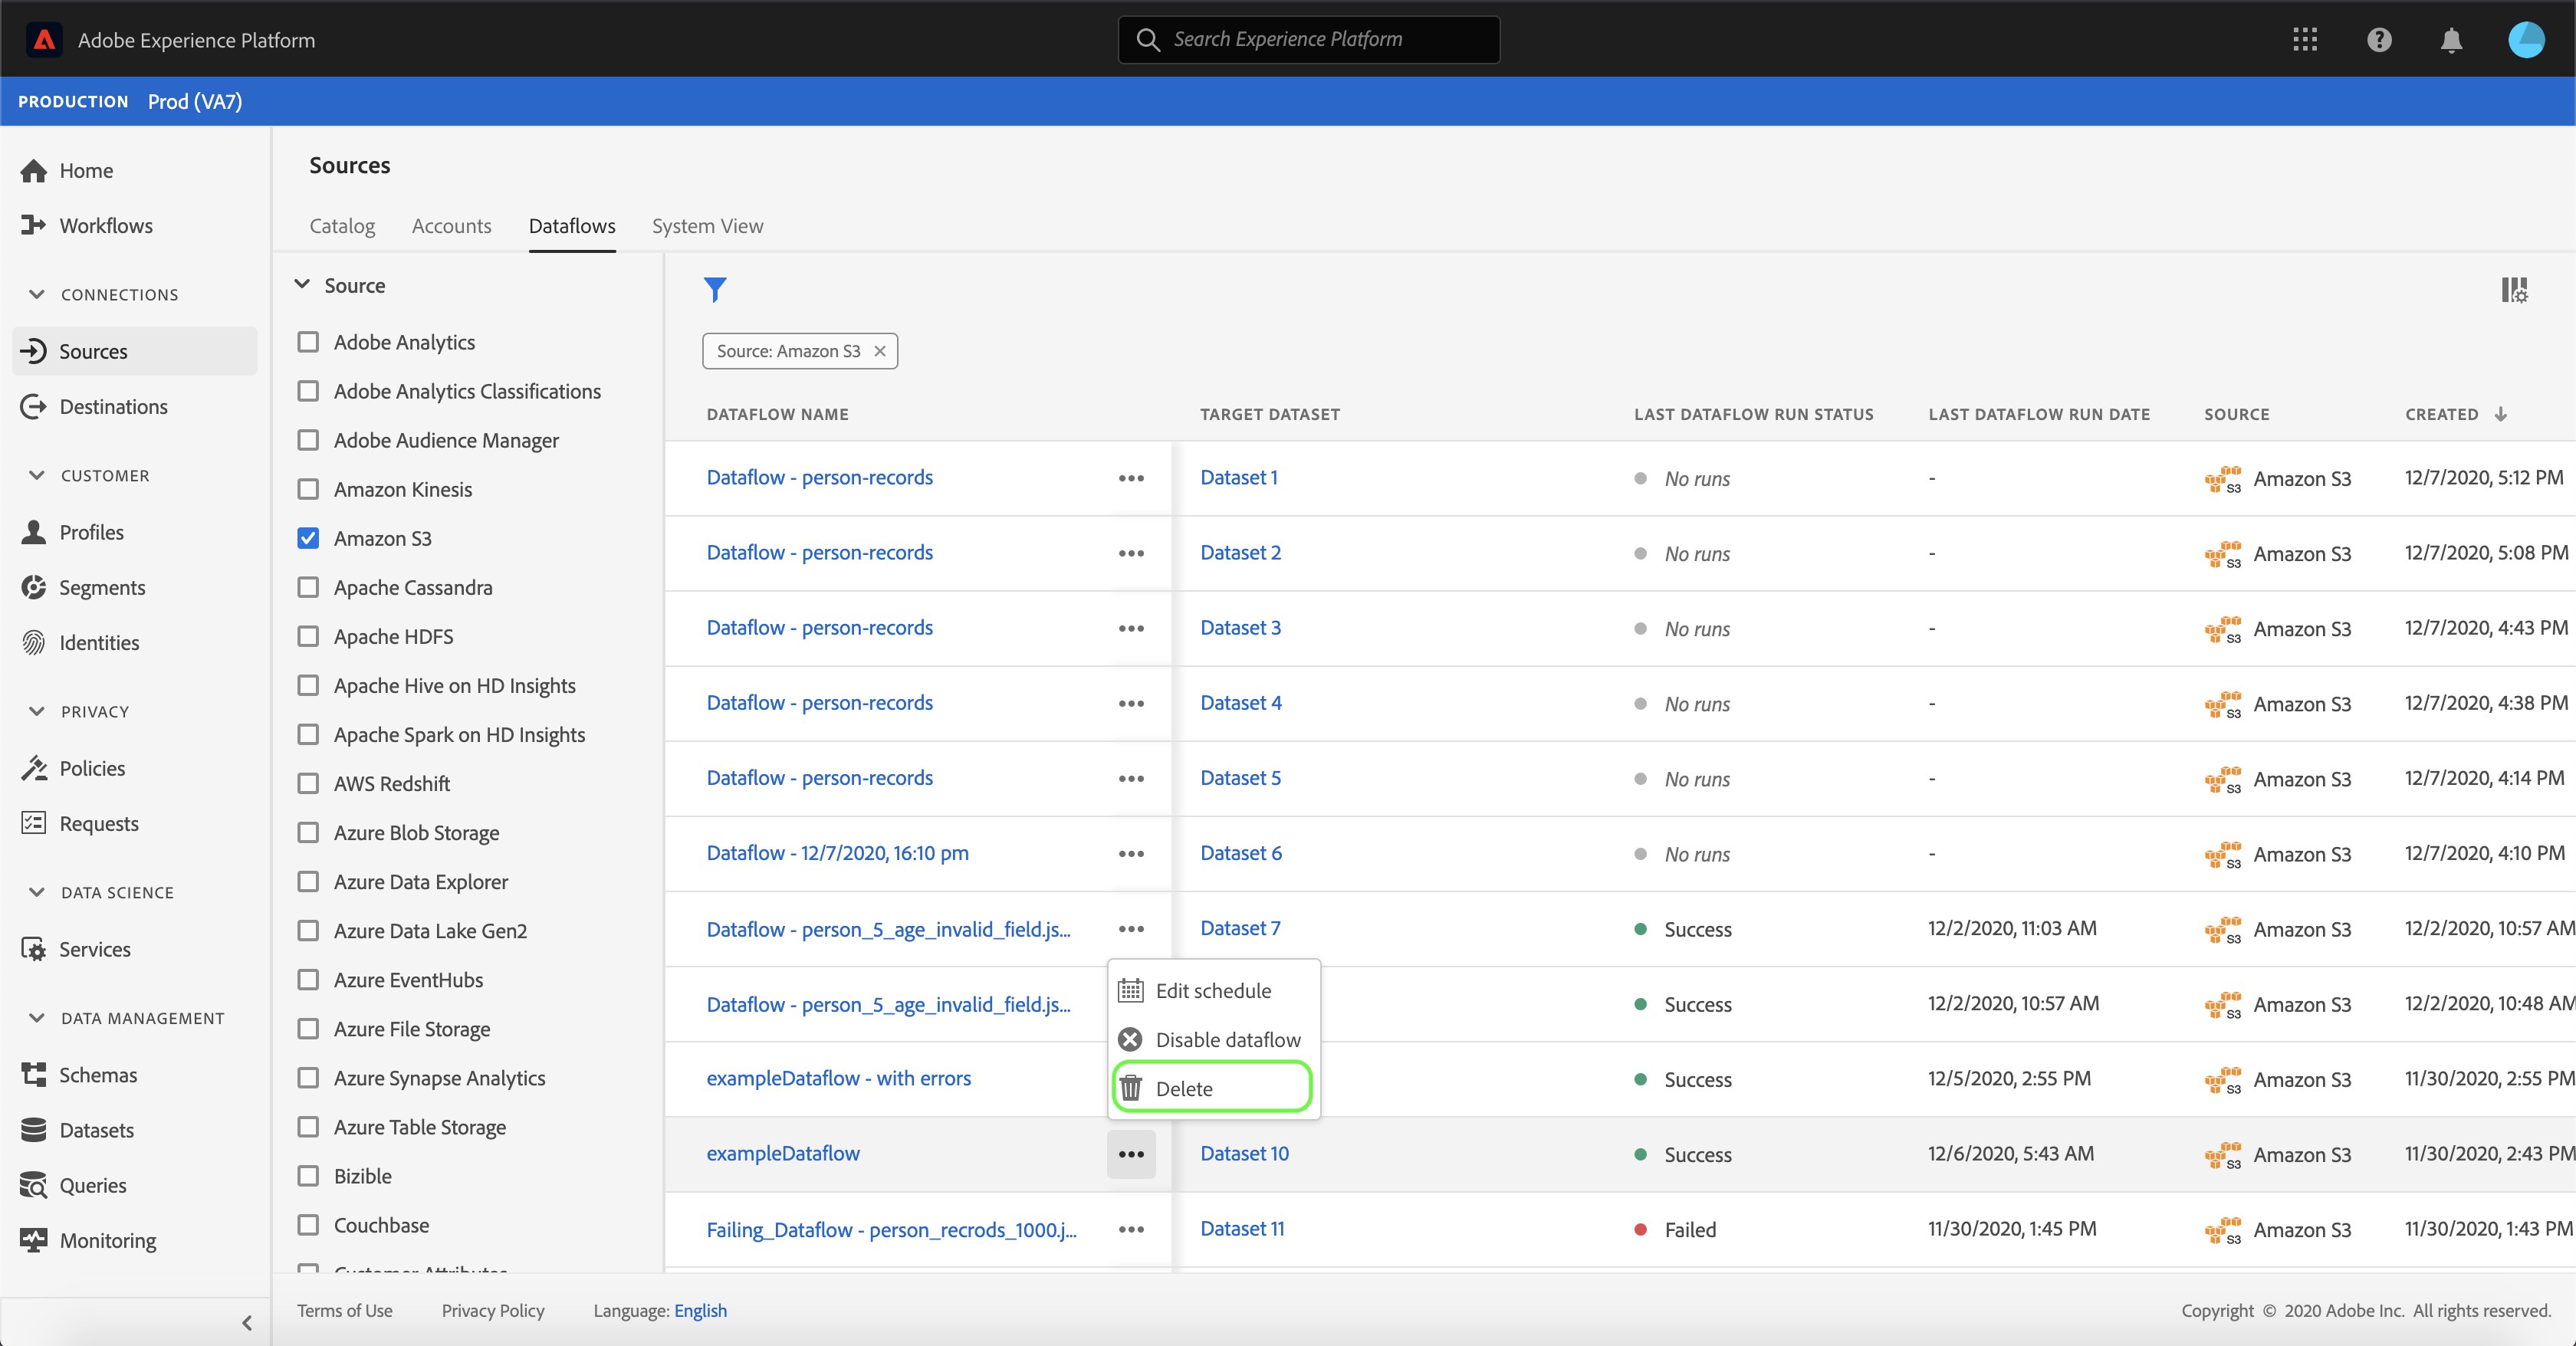 Adobe Experience Platform
Search Experience Platform
PRODUCTION Prod (VA7)
Home
Workflows
CONNECTIONS
Sources
Destinations
CUSTOMER
Profiles
Segments
Identities
PRIVACY
Policies
Requests
DATA SCIENCE
Services
DATA MANAGEMENT
Schemas
Datasets
Queries
Monitoring
Sources
Catalog Accounts Dataflows System View
Source
Adobe Analytics
Adobe Analytics Classifications
Adobe Audience Manager
Amazon Kinesis
Amazon S3
Apache Cassandra
Apache HDFS
Apache Hive on HD Insights
Apache Spark on HD Insights
AWS Redshift
Azure Blob Storage
Azure Data Explorer
Azure Data Lake Gen2
Azure EventHubs
Azure File Storage
Azure Synapse Analytics
Azure Table Storage
Bizible
Couchbase
Customer Attributes
Source: Amazon S3
DATAFLOW NAME TARGET DATASET LAST DATAFLOW RUN STATUS LAST DATAFLOW RUN DATE SOURCE CREATED
Dataflow - person-records Dataset 1 No runs - S3 Amazon S3 12/7/2020, 5:12 PM
Dataflow - person-records Dataset 2 No runs - S3 Amazon S3 12/7/2020, 5:08 PM
Dataflow - person-records Dataset 3 No runs - S3 Amazon S3 12/7/2020, 4:43 PM
Dataflow - person-records Dataset 4 No runs - S3 Amazon S3 12/7/2020, 4:38 PM
Dataflow - person-records Dataset 5 No runs - S3 Amazon S3 12/7/2020, 4:14 PM
Dataflow - 12/7/2020, 16:10 pm Dataset 6 No runs - S3 Amazon S3 12/7/2020, 4:10 PM
Dataflow - person_5_age_invalid_field.js... Dataset 7 Success 12/2/2020, 11:03 AM S3 Amazon S3 12/2/2020, 10:57 AM
Dataflow - person_5_age_invalid_field.js... Success 12/2/2020, 10:57 AM S3 Amazon S3 12/2/2020, 10:48 AM
exampleDataflow - with errors Success 12/5/2020, 2:55 PM S3 Amazon S3 11/30/2020, 2:55 PM
exampleDataflow Dataset 10 Success 12/6/2020, 5:43 AM S3 Amazon S3 11/30/2020, 2:43 PM
Failing_Dataflow - person_recrods_1000.j... Dataset 11 Failed 11/30/2020, 1:45 PM S3 Amazon S3 11/30/2020, 1:43 PM
Edit schedule
Disable dataflow
Delete
Terms of Use Privacy Policy Language: English
Copyright © 2020 Adobe Inc. All rights reserved.